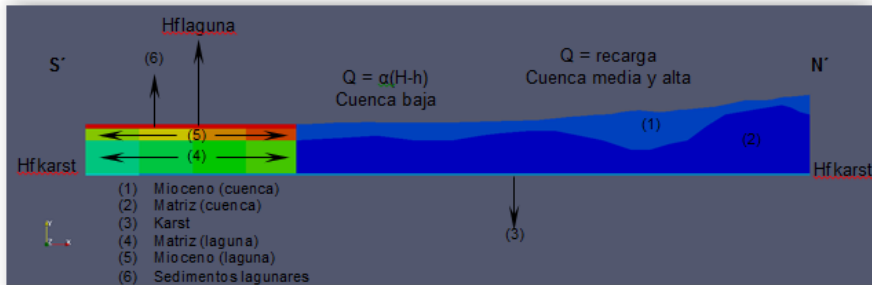 Hflaguna
(6)
S´
Q = α(H-h)
Cuenca baja
Q = recarga
Cuenca media y alta
N´
(1)
(5)
(2)
(4)
Hfkarst
Hfkarst
(1) Mioceno (cuenca)
(2) Matriz (cuenca)
(3) Karst
(4) Matriz (laguna)
(5) Mioceno (laguna)
(6) Sedimentos lagunares
(3)